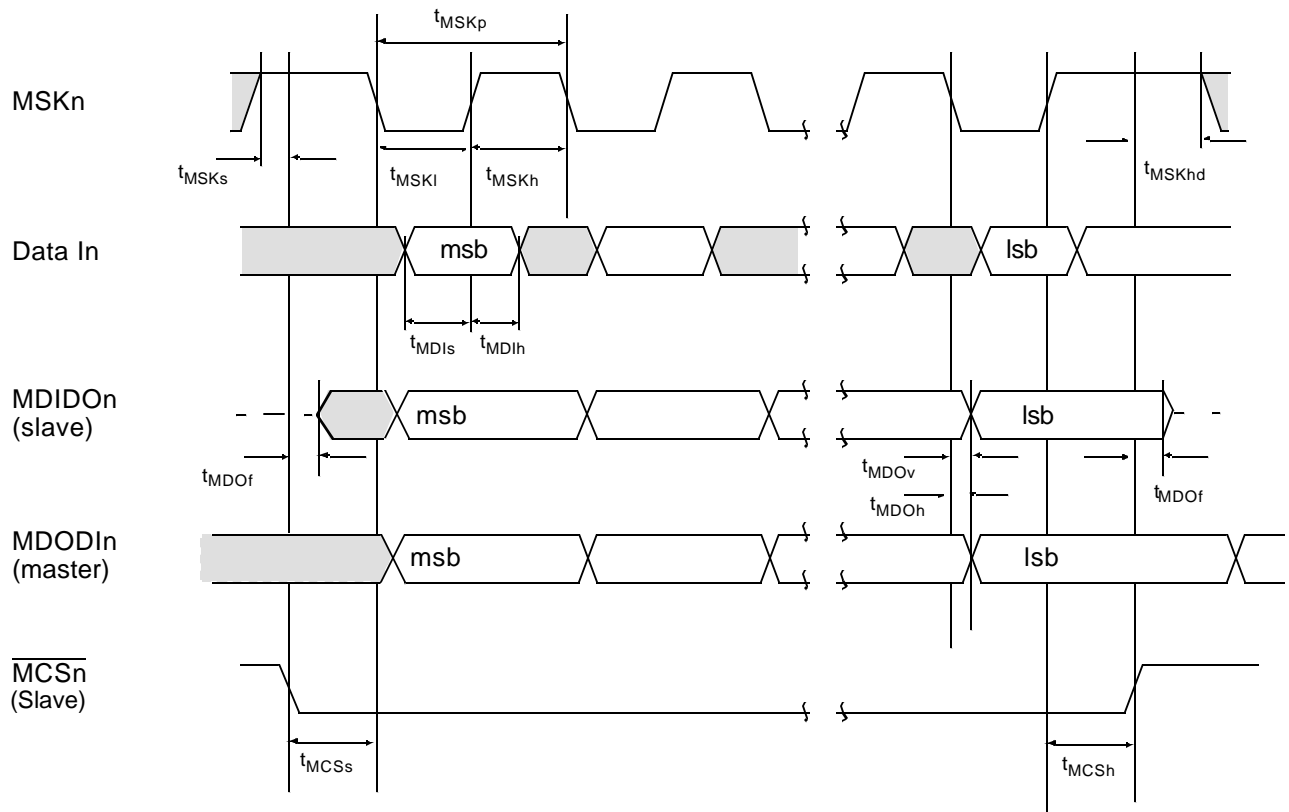 tMSKp
MSKn
tMSKs
tMSKl
tMSKh
tMSKhd
Data In
msb
lsb
tMDIs
tMDIh
MDIDOn
(slave)
msb
lsb
tMDOf
tMDOv
tMDOh
tMDOf
MDODIn
(master)
msb
lsb
MCSn
(Slave)
tMCSs
tMCSh